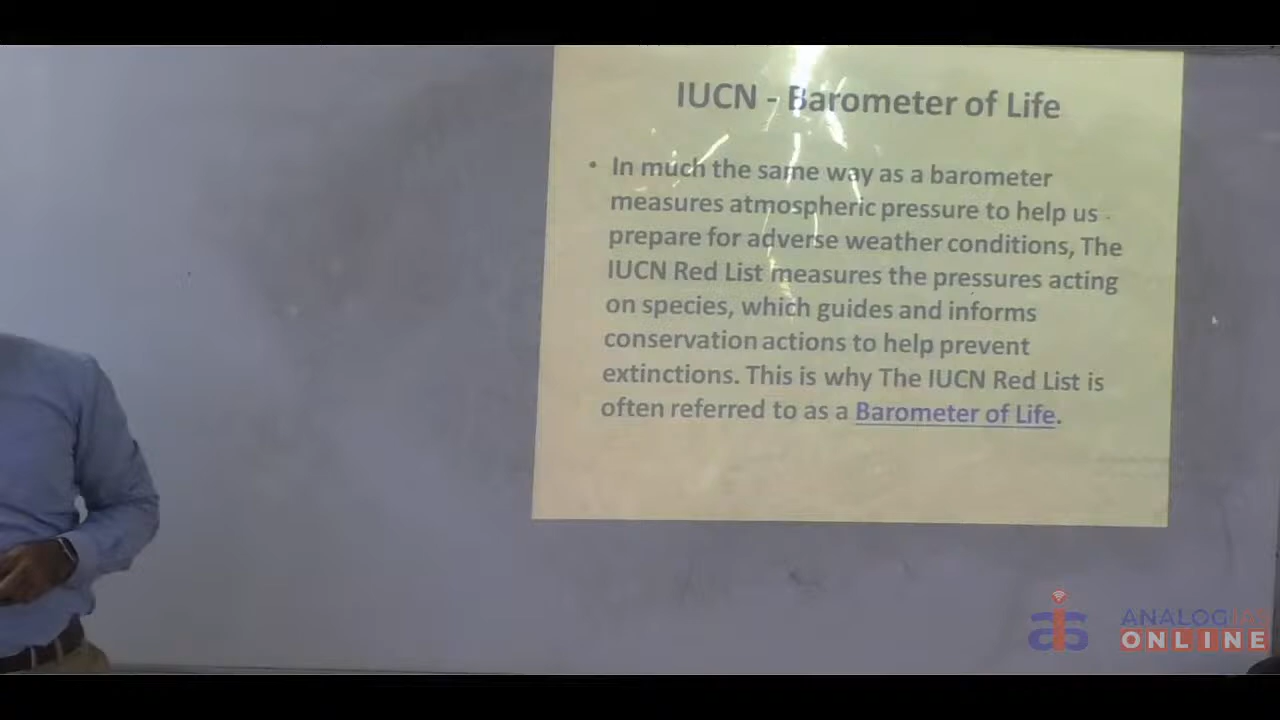 IUCN - Barometer of Life
• In much the same way as a barometer
measures atmospheric pressure to help us
prepare for adverse weather conditions, The
IUCN Red List measures the pressures acting
on species, which guides and informs
conservation actions to help prevent
extinctions. This is why The IUCN Red List is
often referred to as a Barometer of Life.
ais
ANALOG IAS
ONLINE